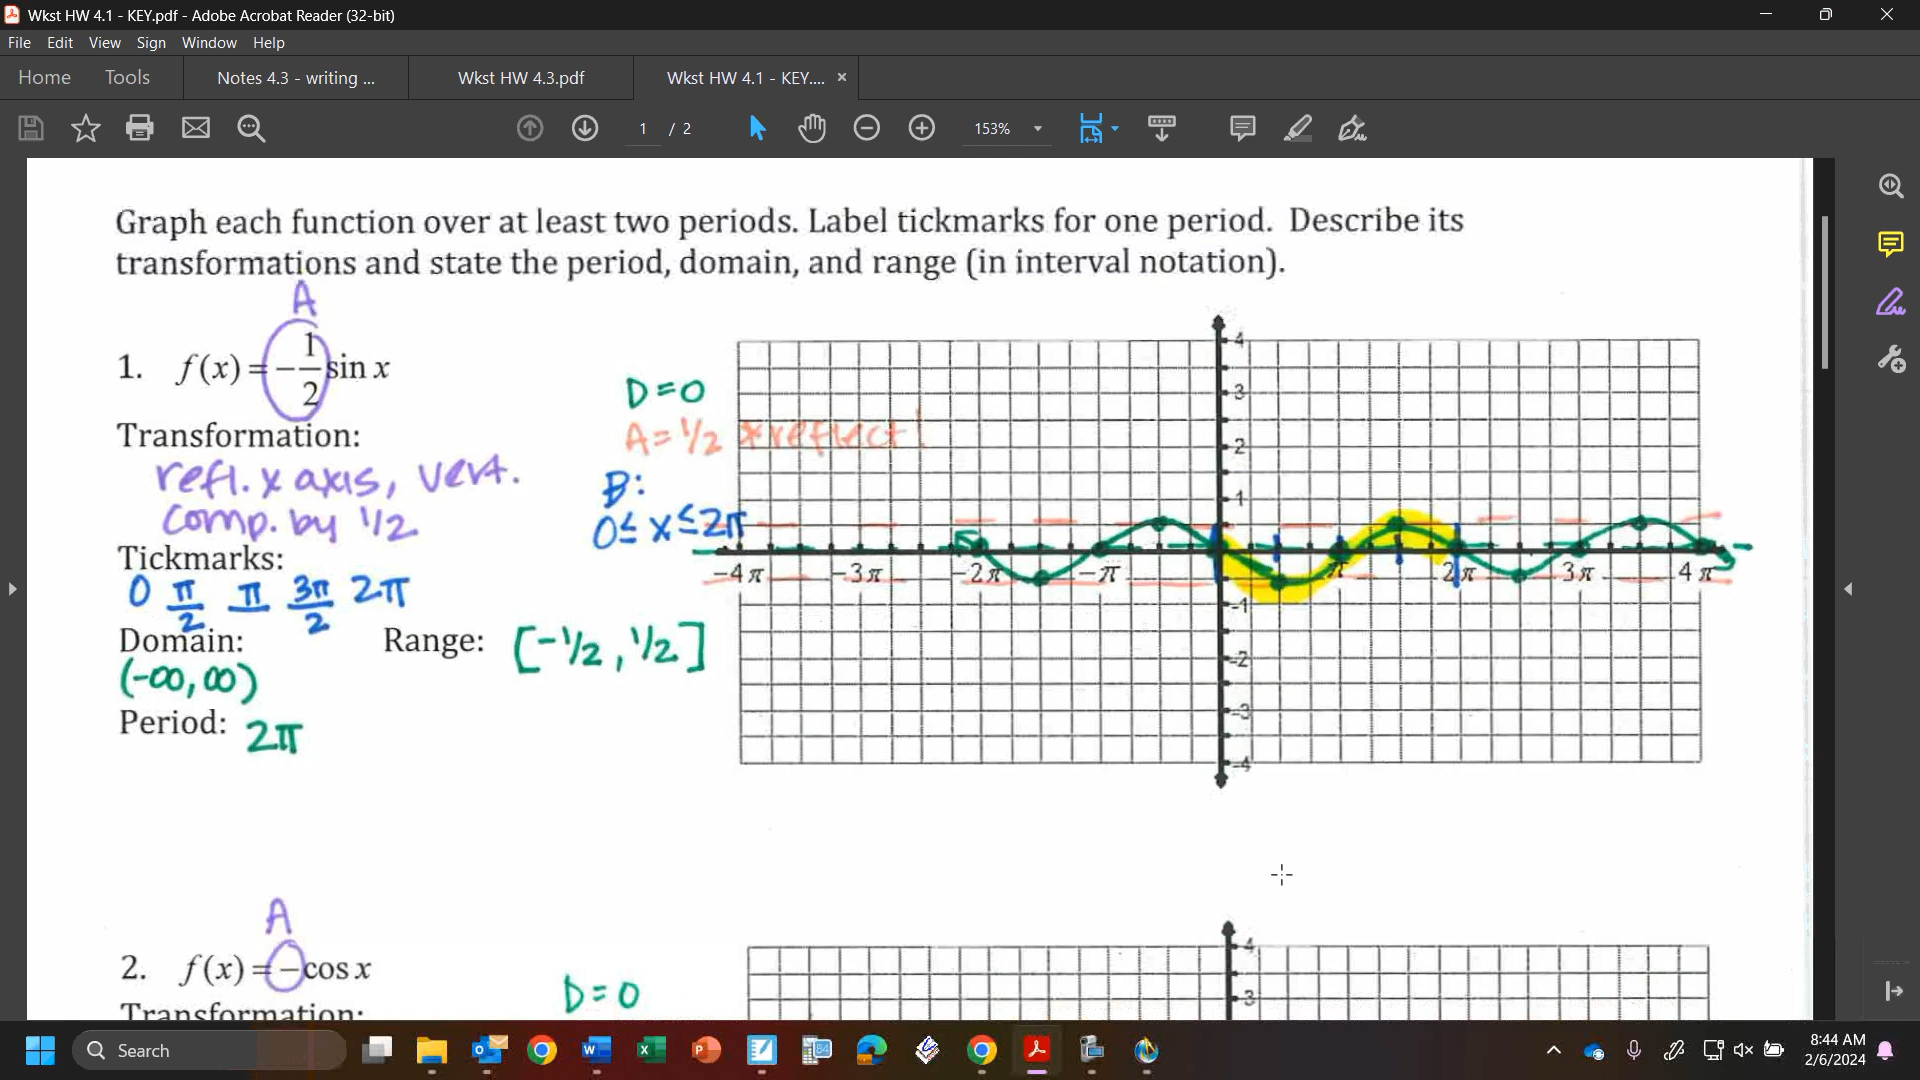 Wkst HW 4.1 - KEY.pdf - Adobe Acrobat Reader (32-bit)
File Edit View Sign Window Help
Home Tools Notes 4.3 - writing ... Wkst HW 4.3.pdf Wkst HW 4.1 - KEY.... ×
1 / 2 153%
Graph each function over at least two periods. Label tickmarks for one period. Describe its
transformations and state the period, domain, and range (in interval notation).
A
1. f(x) = -1/2 sin x
D = 0
A = 1/2 * reflect!
Transformation:
refl. x axis, vert.
comp. by 1/2
B:
0 ≤ x ≤ 2π
Tickmarks:
0 π/2 π 3π/2 2π
Domain: Range: [-1/2, 1/2]
(-∞, ∞)
Period: 2π
4
3
2
1
-4π -3π -2π -π π 2π 3π 4π
-1
-2
-3
-4
A
2. f(x) = -cos x
D = 0
Transformation:
4
3
Search
84
8:44 AM
2/6/2024